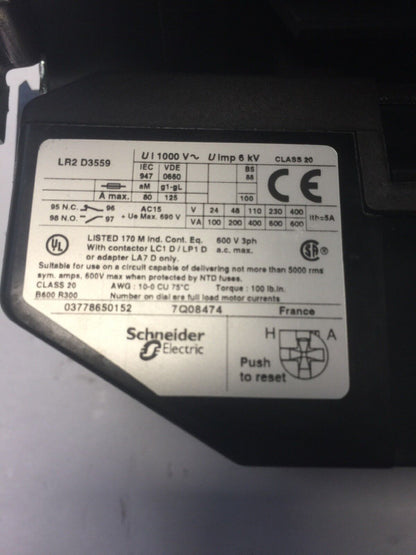 LR2 D3559 U i 1000 V~ U imp 6 kV CLASS 20
IEC VDE BS
947 0660 88
aM g1-gL
A max. 80 125 100
CE
95 N.C. 96 AC15 V 24 48 110 230 400 Ith=5A
98 N.O. 97 + Ue Max. 690 V VA 100 200 400 600 600
UL LISTED 170 M Ind. Cont. Eq. 600 V 3ph SA
With contactor LC1 D / LP1 D a.c. max.
or adapter LA7 D only.
Suitable for use on a circuit capable of delivering not more than 5000 rms
sym. amps, 600V max when protected by NTD fuses.
CLASS 20 AWG : 10-0 CU 75°C Torque : 100 lb.in.
B600 R300 Number on dial are full load motor currents
03778650152 7Q08474 France
Schneider
Electric
H A
Push
to reset